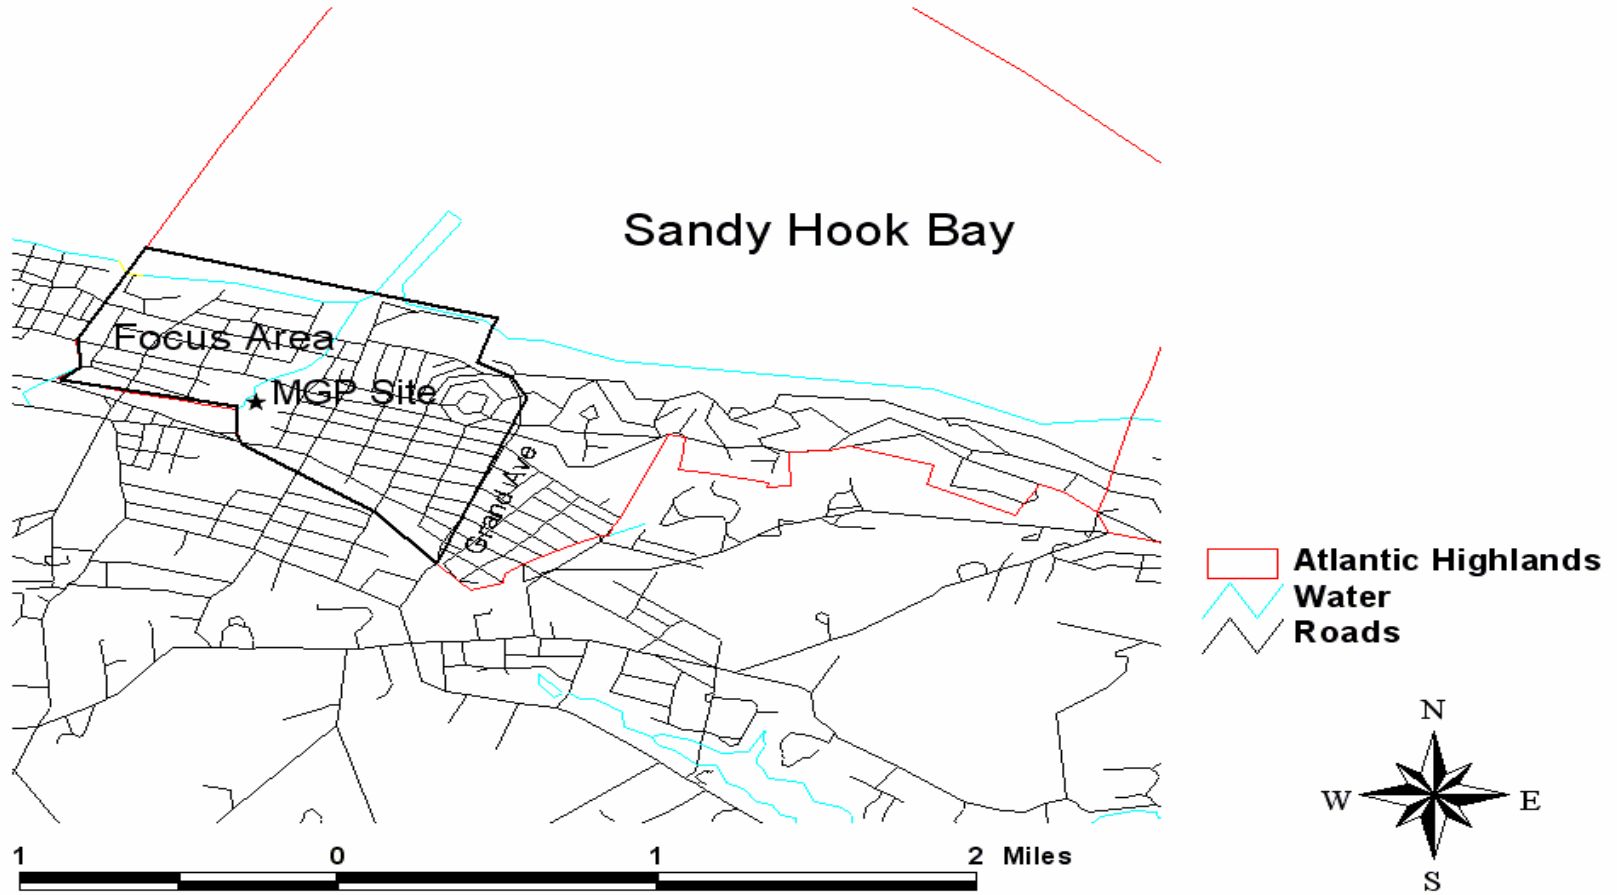 Sandy Hook Bay
Focus Area
MGP Site
Grand Ave
Atlantic Highlands
Water
Roads
N
W E
S
1 0 1 2 Miles